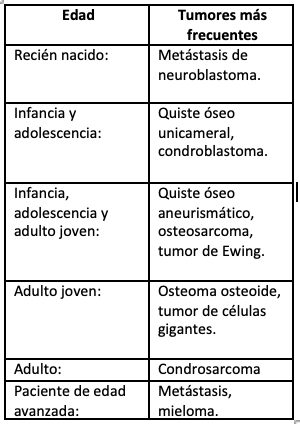 Edad
Tumores más
frecuentes
Recién nacido:
Metástasis de
neuroblastoma.
Infancia y
adolescencia:
Quiste óseo
unicameral,
condroblastoma.
Infancia,
adolescencia y
adulto joven:
Quiste óseo
aneurismático,
osteosarcoma,
tumor de Ewing.
Adulto joven:
Osteoma osteoide,
tumor de células
gigantes.
Adulto:
Condrosarcoma
Paciente de edad
avanzada:
Metástasis,
mieloma.